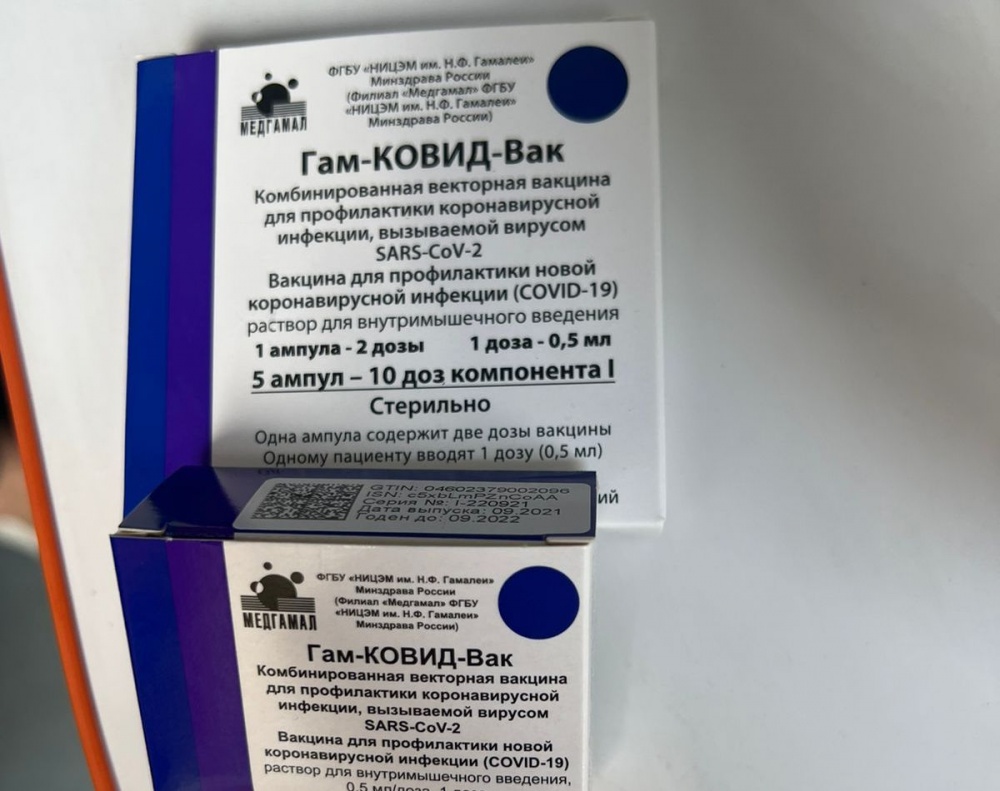 МЕДГАМАЛ
ФГБУ «НИЦЭМ им. Н.Ф. Гамалеи»
Минздрава России
(Филиал «Медгамал» ФГБУ
«НИЦЭМ им. Н.Ф. Гамалеи»
Минздрава России)
Гам-КОВИД-Вак
Комбинированная векторная вакцина
для профилактики коронавирусной
инфекции, вызываемой вирусом
SARS-CoV-2
Вакцина для профилактики новой
коронавирусной инфекции (COVID-19)
раствор для внутримышечного введения
1 ампула - 2 дозы 1 доза - 0,5 мл
5 ампул – 10 доз компонента I
Стерильно
Одна ампула содержит две дозы вакцины
Одному пациенту вводят 1 дозу (0,5 мл)
GTIN: 04602379002096
ISN: c5xbLmPZnCoAA
Серия №: I-220921
Дата выпуска: 09.2021
Годен до: 09.2022
МЕДГАМАЛ
ФГБУ «НИЦЭМ им. Н.Ф. Гамалеи»
Минздрава России
(Филиал «Медгамал» ФГБУ
«НИЦЭМ им. Н.Ф. Гамалеи»
Минздрава России)
Гам-КОВИД-Вак
Комбинированная векторная вакцина
для профилактики коронавирусной
инфекции, вызываемой вирусом
SARS-CoV-2
Вакцина для профилактики новой
коронавирусной инфекции (COVID-19)
раствор для внутримышечного введения,
0,5 мл/доза